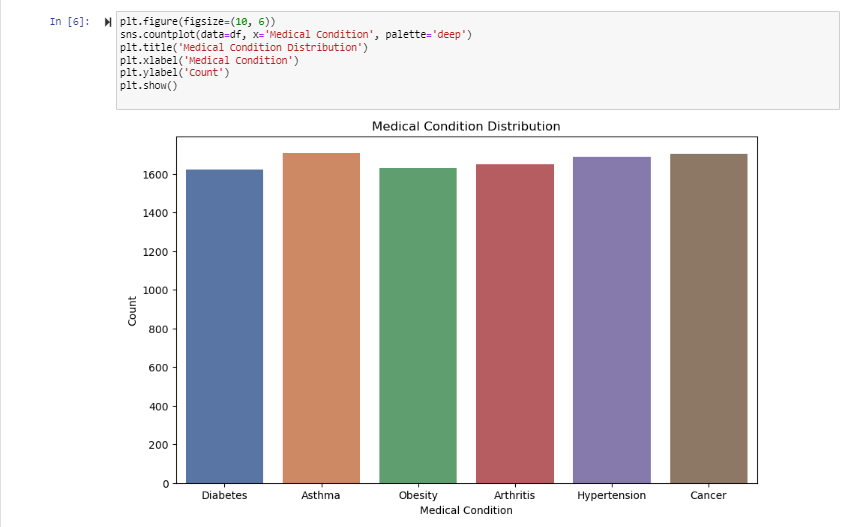 In [6]:
plt.figure(figsize=(10, 6))
sns.countplot(data=df, x='Medical Condition', palette='deep')
plt.title('Medical Condition Distribution')
plt.xlabel('Medical Condition')
plt.ylabel('Count')
plt.show()
Medical Condition Distribution
1600
1400
1200
1000
800
600
400
200
0
Count
Diabetes Asthma Obesity Arthritis Hypertension Cancer
Medical Condition